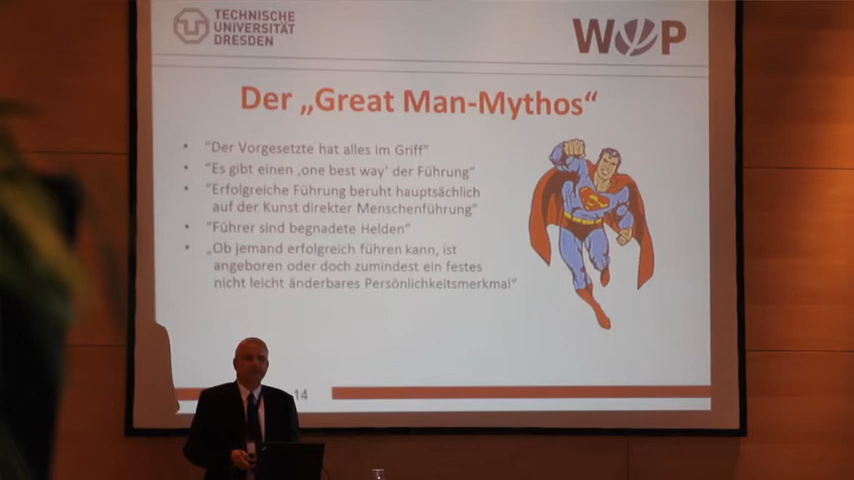 TECHNISCHE
UNIVERSITÄT
DRESDEN
WOP
Der „Great Man-Mythos“
• "Der Vorgesetzte hat alles im Griff"
• "Es gibt einen ‚one best way‘ der Führung"
• "Erfolgreiche Führung beruht hauptsächlich
auf der Kunst direkter Menschenführung"
• "Führer sind begnadete Helden"
• „Ob jemand erfolgreich führen kann, ist
angeboren oder doch zumindest ein festes
nicht leicht änderbares Persönlichkeitsmerkmal"
14